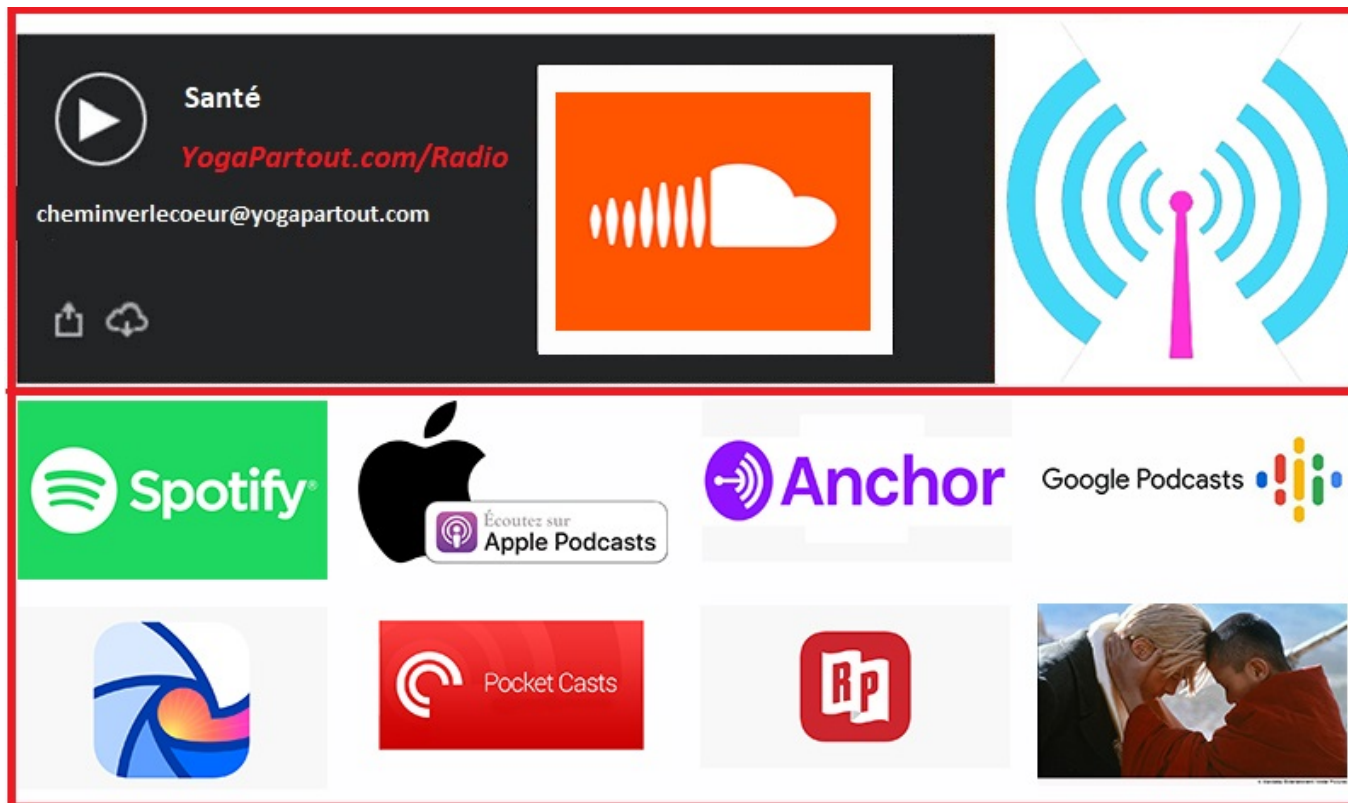 Santé
YogaPartout.com/Radio
cheminverlecoeur@yogapartout.com
Spotify®
Écoutez sur
Apple Podcasts
Anchor
Google Podcasts
Pocket Casts
RP